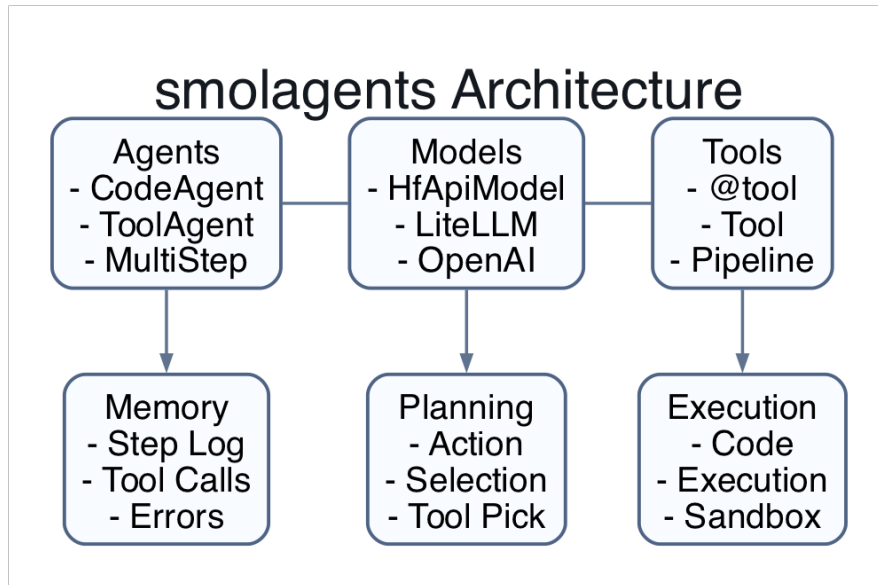 smolagents Architecture
Agents
- CodeAgent
- ToolAgent
- MultiStep
Models
- HfApiModel
- LiteLLM
- OpenAI
Tools
- @tool
- Tool
- Pipeline
Memory
- Step Log
- Tool Calls
- Errors
Planning
- Action
- Selection
- Tool Pick
Execution
- Code
- Execution
- Sandbox